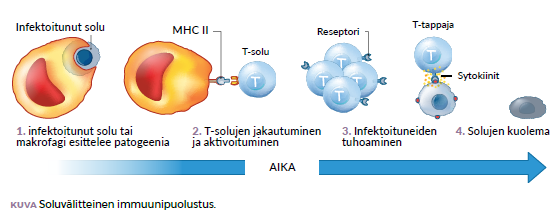 Infektoitunut solu
MHC II
T-solu
Reseptori
T-tappaja
Sytokiinit
T
T
T
T
T
T
T
1. infektoitunut solu tai
makrofagi esittelee patogeenia
2. T-solujen jakautuminen
ja aktivoituminen
3. Infektoituneiden
tuhoaminen
4. Solujen kuolema
AIKA
KUVA Soluvälitteinen immuunipuolustus.